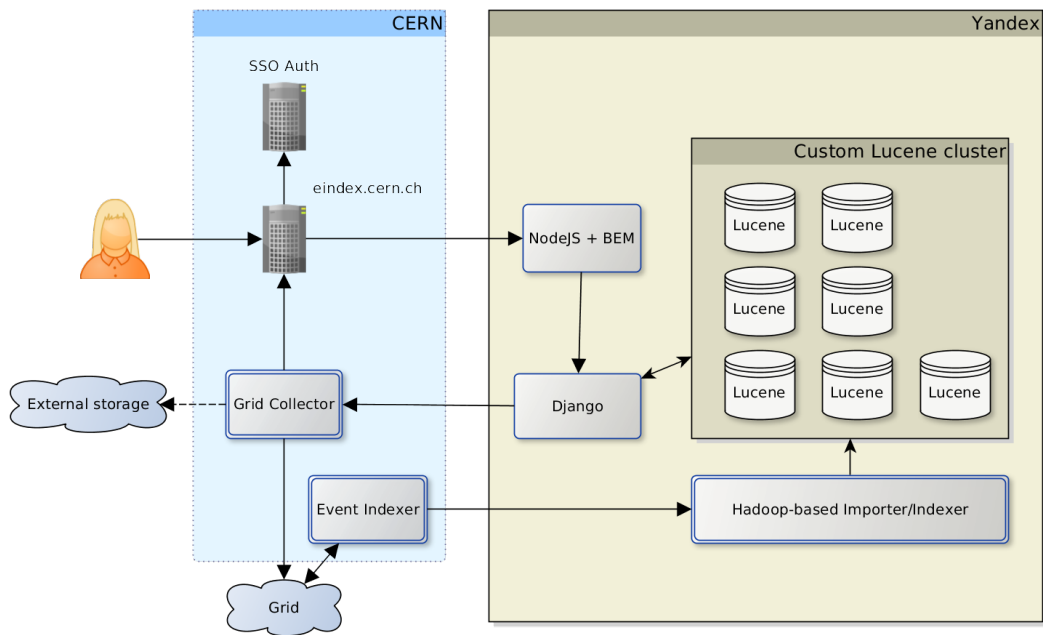 CERN
Yandex
SSO Auth
Custom Lucene cluster
eindex.cern.ch
Lucene
Lucene
NodeJS + BEM
Lucene
Lucene
Lucene
Lucene
Lucene
External storage
Grid Collector
Django
Event Indexer
Hadoop-based Importer/Indexer
Grid